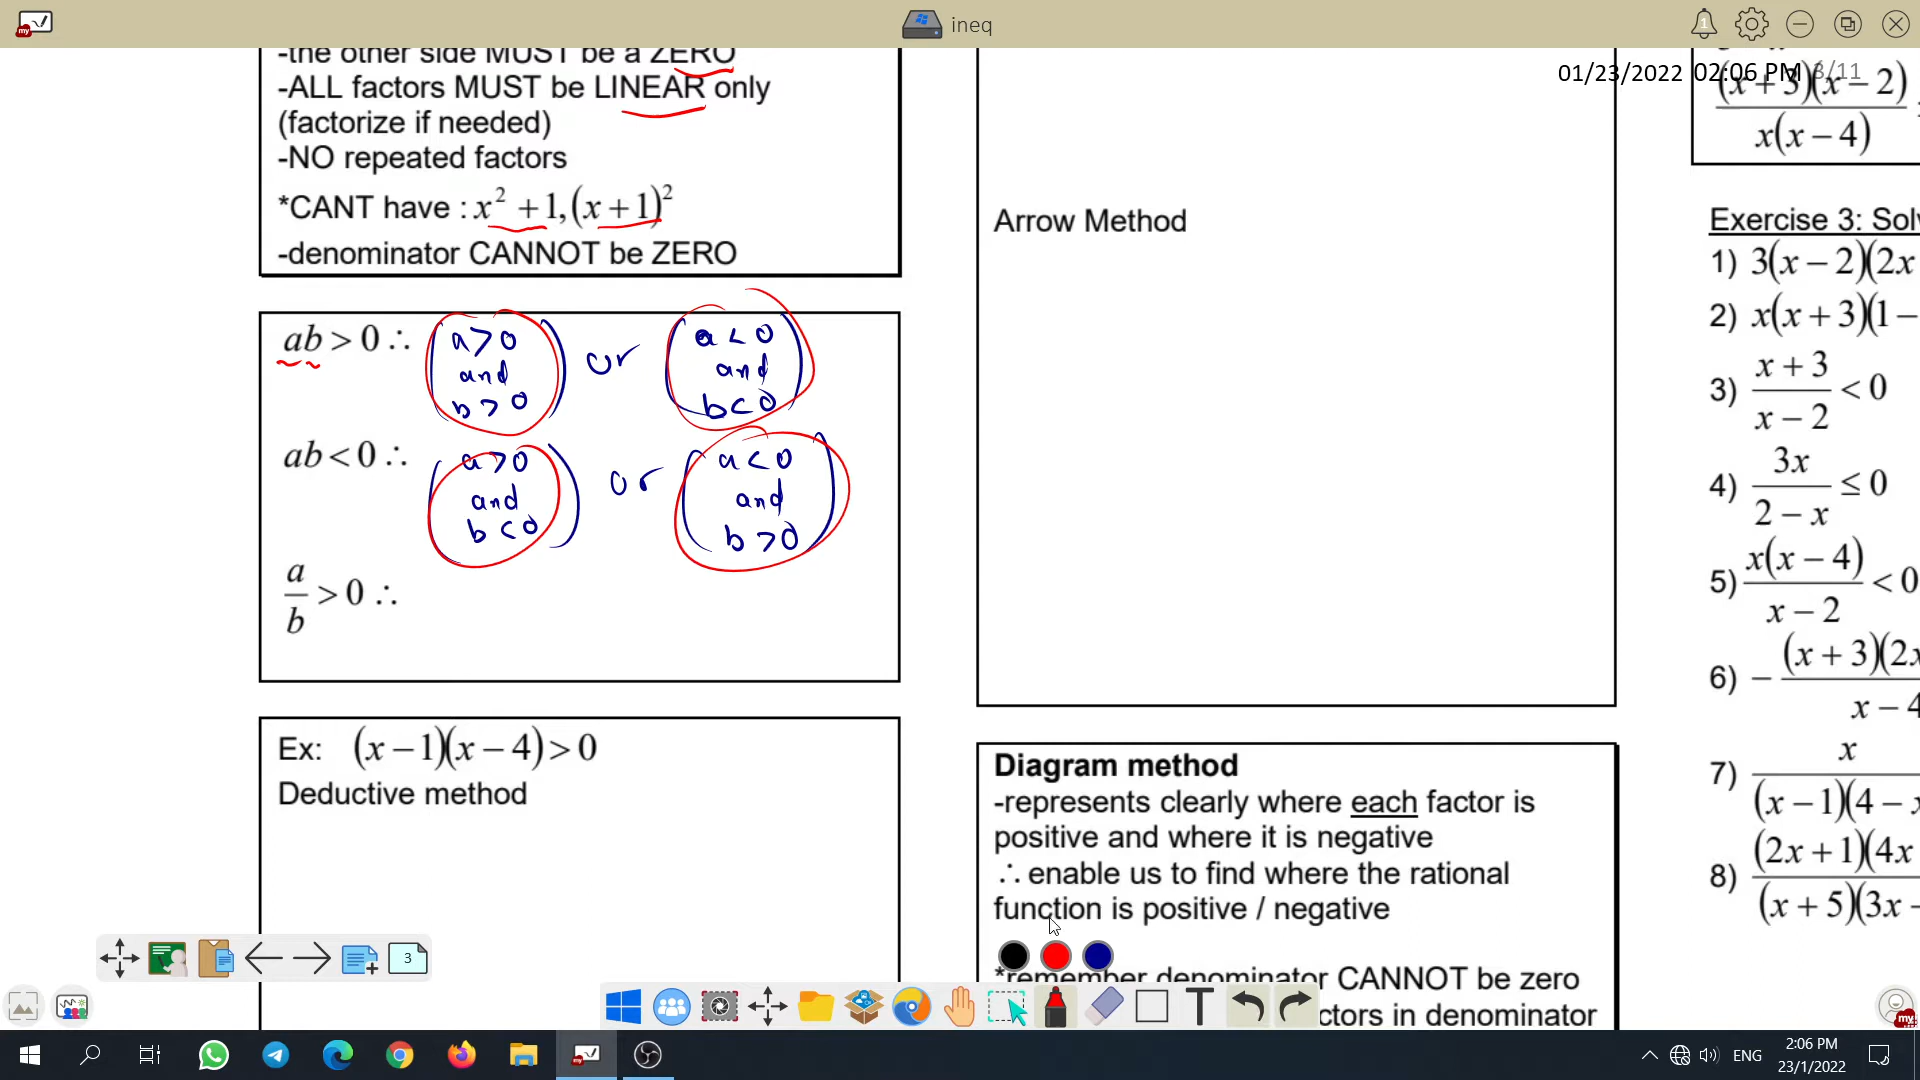 ineq
01/23/2022 02:06 PM 3/11
-the other side MUST be a ZERO
-ALL factors MUST be LINEAR only
(factorize if needed)
-NO repeated factors
*CANT have : x² + 1, (x + 1)²
-denominator CANNOT be ZERO
ab > 0 ∴ (a > 0 and b > 0) or (a < 0 and b < 0)
ab < 0 ∴ (a > 0 and b < 0) or (a < 0 and b > 0)
a/b > 0 ∴
Ex: (x − 1)(x − 4) > 0
Deductive method
Arrow Method
Diagram method
-represents clearly where each factor is
positive and where it is negative
∴ enable us to find where the rational
function is positive / negative
*remember denominator CANNOT be zero
ctors in denominator
(x + 3)(x − 2)
x(x − 4)
Exercise 3: Solv
1) 3(x − 2)(2x
2) x(x + 3)(1 −
3) (x + 3)/(x − 2) < 0
4) 3x/(2 − x) ≤ 0
5) x(x − 4)/(x − 2) < 0
6) − (x + 3)(2x
x − 4
7) x
(x − 1)(4 − x
8) (2x + 1)(4x
(x + 5)(3x −
3
T
ENG
2:06 PM
23/1/2022